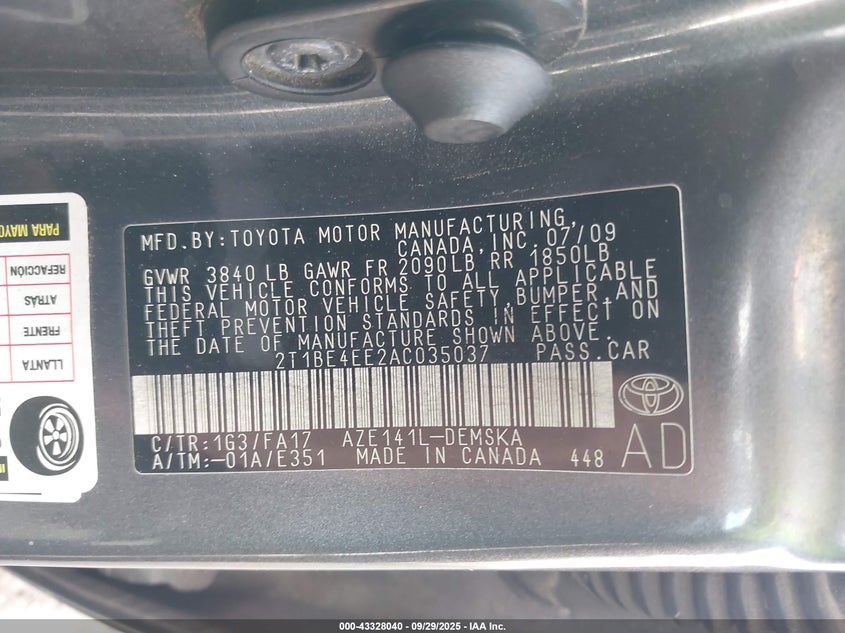 MFD.BY:TOYOTA MOTOR MANUFACTURING,
CANADA,INC. 07/09
GVWR 3840 LB GAWR FR 2090LB,RR 1850LB
THIS VEHICLE CONFORMS TO ALL APPLICABLE
FEDERAL MOTOR VEHICLE SAFETY,BUMPER,AND
THEFT PREVENTION STANDARDS IN EFFECT ON
THE DATE OF MANUFACTURE SHOWN ABOVE.
2T1BE4EE2AC035037 PASS.CAR
C/TR:1G3/FA17 AZE141L-DEMSKA
A/TM:-01A/E351 MADE IN CANADA 448
AD
PARA MAYO
REFACCIÓN
ATRÁS
FRENTE
LLANTA
000-43328040 - 09/29/2025 - IAA Inc.